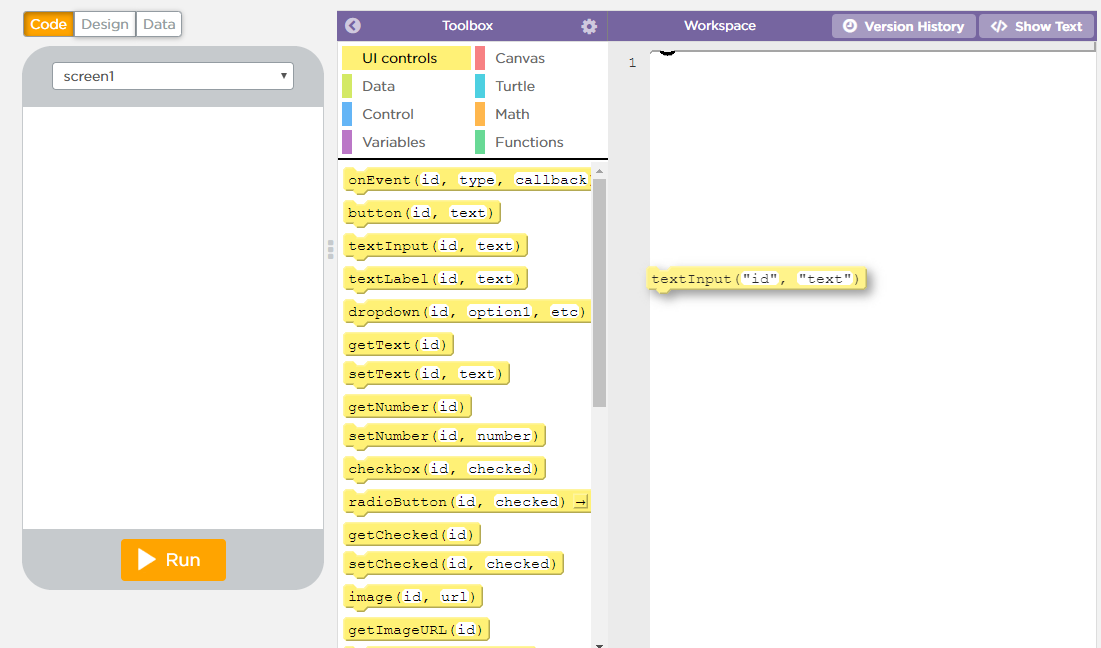 Code Design Data
Toolbox
Workspace
Version History
</> Show Text
screen1
UI controls Canvas
Data Turtle
Control Math
Variables Functions
1
onEvent(id, type, callback)
button(id, text)
textInput(id, text)
textLabel(id, text)
dropdown(id, option1, etc)
getText(id)
setText(id, text)
getNumber(id)
setNumber(id, number)
checkbox(id, checked)
radioButton(id, checked) →
getChecked(id)
setChecked(id, checked)
image(id, url)
getImageURL(id)
textInput("id", "text")
Run